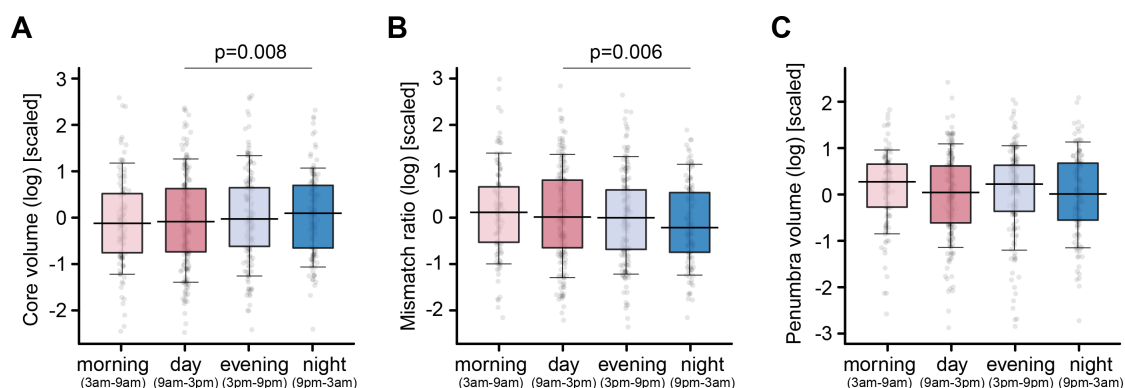 A
p=0.008
Core volume (log) [scaled]
3
2
1
0
-1
-2
morning
(3am-9am)
day
(9am-3pm)
evening
(3pm-9pm)
night
(9pm-3am)
B
p=0.006
Mismatch ratio (log) [scaled]
3
2
1
0
-1
-2
morning
(3am-9am)
day
(9am-3pm)
evening
(3pm-9pm)
night
(9pm-3am)
C
Penumbra volume (log) [scaled]
2
1
0
-1
-2
-3
morning
(3am-9am)
day
(9am-3pm)
evening
(3pm-9pm)
night
(9pm-3am)